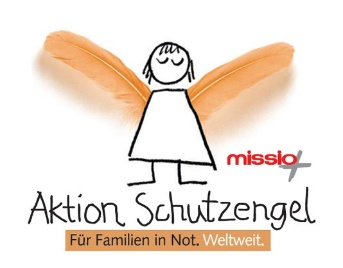 missio
Aktion Schutzengel
Für Familien in Not. Weltweit.